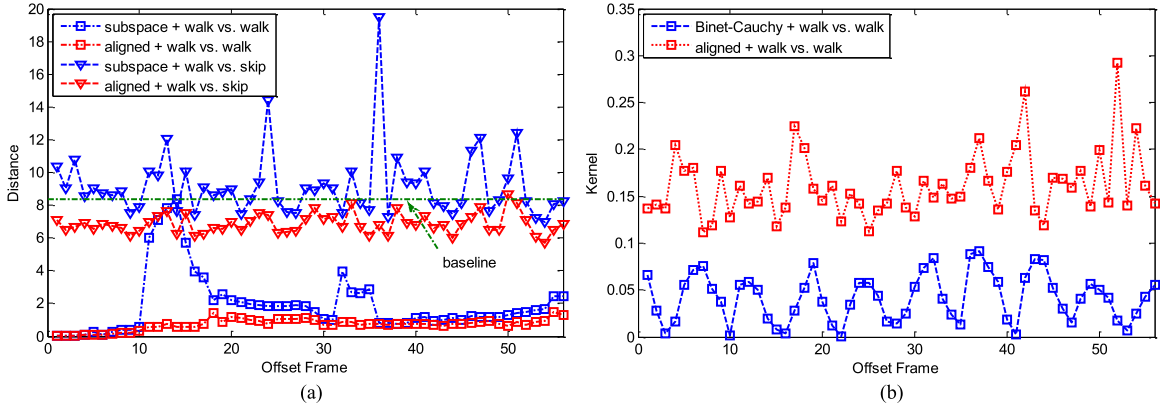 (a)
20
18
16
14
12
10
8
6
4
2
0
Distance
subspace + walk vs. walk
aligned + walk vs. walk
subspace + walk vs. skip
aligned + walk vs. skip
baseline
0 10 20 30 40 50
Offset Frame
(a)
(b)
0.35
0.3
0.25
0.2
0.15
0.1
0.05
0
Kernel
Binet-Cauchy + walk vs. walk
aligned + walk vs. walk
0 10 20 30 40 50
Offset Frame
(b)